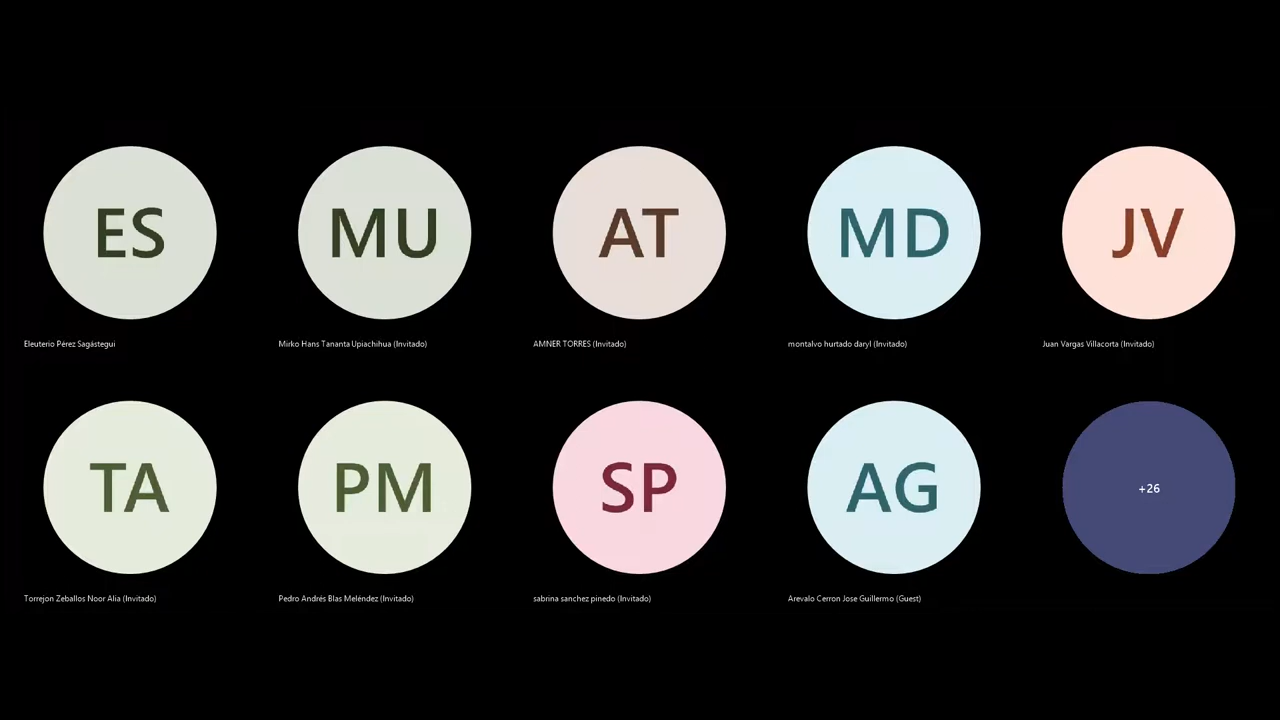 ES
MU
AT
MD
JV
Eleuterio Pérez Sagástegui
Mirko Hans Tananta Upiachihua (Invitado)
AMNER TORRES (Invitado)
montalvo hurtado daryl (Invitado)
Juan Vargas Villacorta (Invitado)
TA
PM
SP
AG
+26
Torrejon Zeballos Noor Alia (Invitado)
Pedro Andrés Blas Meléndez (Invitado)
sabrina sanchez pinedo (Invitado)
Arevalo Cerron Jose Guillermo (Guest)